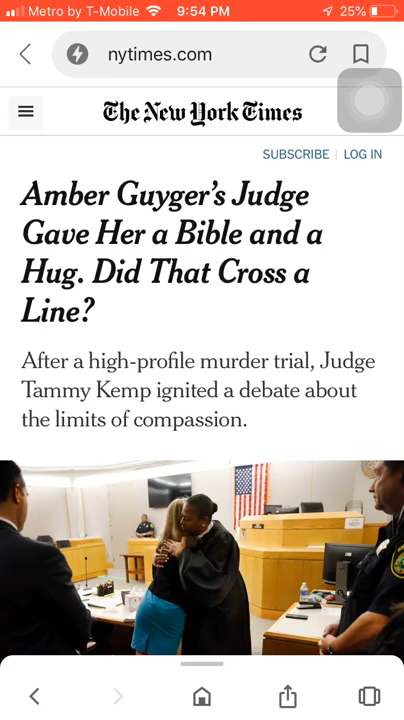 Metro by T-Mobile 9:54 PM 25%
nytimes.com
The New York Times
SUBSCRIBE | LOG IN
Amber Guyger's Judge
Gave Her a Bible and a
Hug. Did That Cross a
Line?
After a high-profile murder trial, Judge
Tammy Kemp ignited a debate about
the limits of compassion.